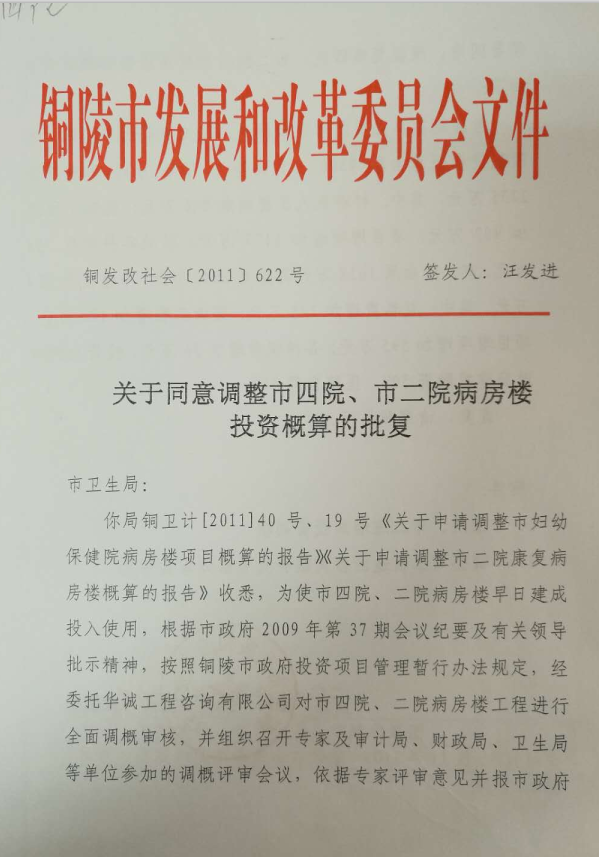 铜陵市发展和改革委员会文件
铜发改社会〔2011〕622号 签发人：汪发进
关于同意调整市四院、市二院病房楼
投资概算的批复
市卫生局：
你局铜卫计[2011]40 号、19 号《关于申请调整市妇幼
保健院病房楼项目概算的报告》《关于申请调整市二院康复病
房楼概算的报告》收悉，为使市四院、二院病房楼早日建成
投入使用，根据市政府 2009 年第 37 期会议纪要及有关领导
批示精神，按照铜陵市政府投资项目管理暂行办法规定，经
委托华诚工程咨询有限公司对市四院、二院病房楼工程进行
全面调概审核，并组织召开专家及审计局、财政局、卫生局
等单位参加的调概评审会议，依据专家评审意见并报市政府